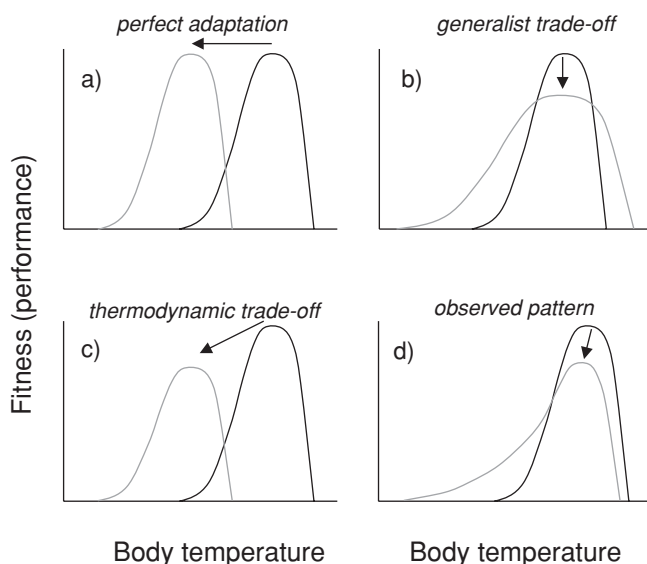 perfect adaptation
generalist trade-off
a)
b)
thermodynamic trade-off
observed pattern
c)
d)
Fitness (performance)
Body temperature
Body temperature